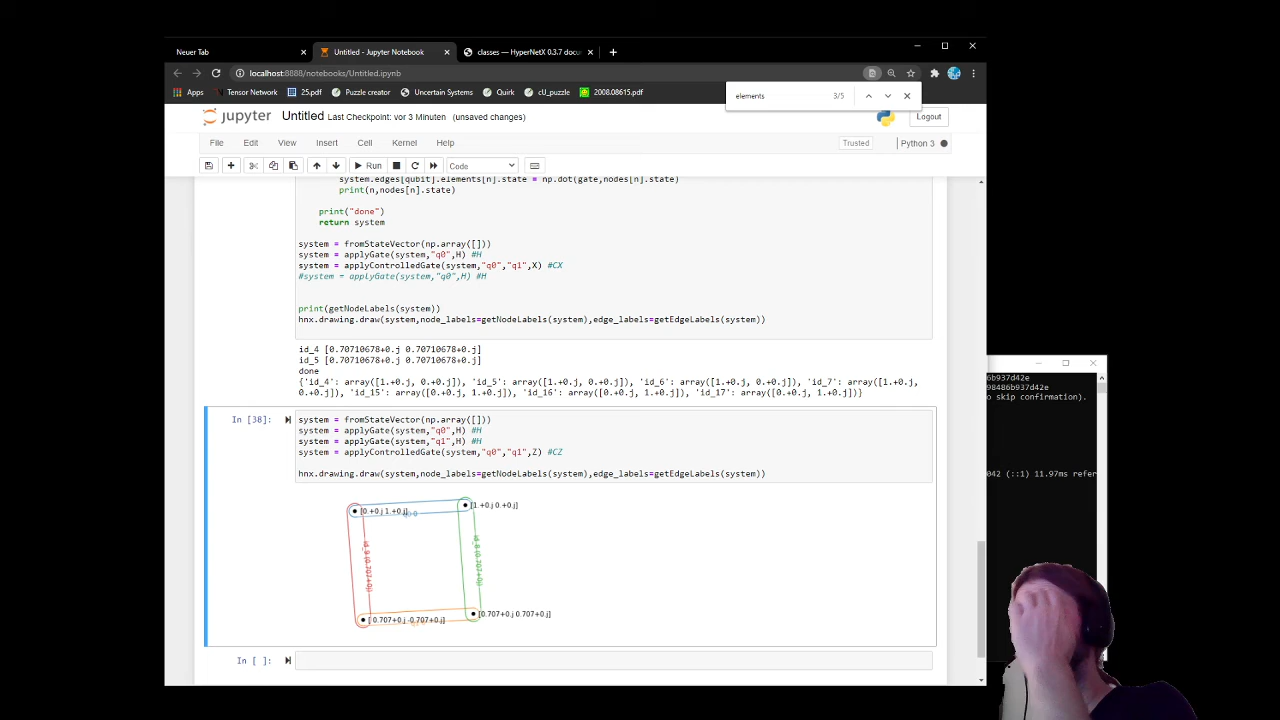 Neuer Tab
Untitled - Jupyter Notebook
classes — HyperNetX 0.3.7 docu
localhost:8888/notebooks/Untitled.ipynb
Apps
Tensor Network
25.pdf
Puzzle creator
Uncertain Systems
Quirk
cU_puzzle
2008.08615.pdf
elements 3/5
jupyter Untitled Last Checkpoint: vor 3 Minuten (unsaved changes)
Logout
File Edit View Insert Cell Kernel Help
Trusted
Python 3
Run
Code
system.edges[qubit].elements[n].state = np.dot(gate,nodes[n].state)
print(n,nodes[n].state)
print("done")
return system
system = fromStateVector(np.array([]))
system = applyGate(system,"q0",H) #H
system = applyControlledGate(system,"q0","q1",X) #CX
#system = applyGate(system,"q0",H) #H
print(getNodeLabels(system))
hnx.drawing.draw(system,node_labels=getNodeLabels(system),edge_labels=getEdgeLabels(system))
id_4 [0.70710678+0.j 0.70710678+0.j]
id_5 [0.70710678+0.j 0.70710678+0.j]
done
{'id_4': array([1.+0.j, 0.+0.j]), 'id_5': array([1.+0.j, 0.+0.j]), 'id_6': array([1.+0.j, 0.+0.j]), 'id_7': array([1.+0.j,
0.+0.j]), 'id_15': array([0.+0.j, 1.+0.j]), 'id_16': array([0.+0.j, 1.+0.j]), 'id_17': array([0.+0.j, 1.+0.j])}
In [38]:
system = fromStateVector(np.array([]))
system = applyGate(system,"q0",H) #H
system = applyGate(system,"q1",H) #H
system = applyControlledGate(system,"q0","q1",Z) #CZ
hnx.drawing.draw(system,node_labels=getNodeLabels(system),edge_labels=getEdgeLabels(system))
[0.+0.j 1.+0.j]
[1.+0.j 0.+0.j]
[0.707+0.j 0.707+0.j]
[ 0.707+0.j -0.707+0.j]
In [ ]:
6b937d42e
98486b937d42e
o skip confirmation).
042 (::1) 11.97ms refer